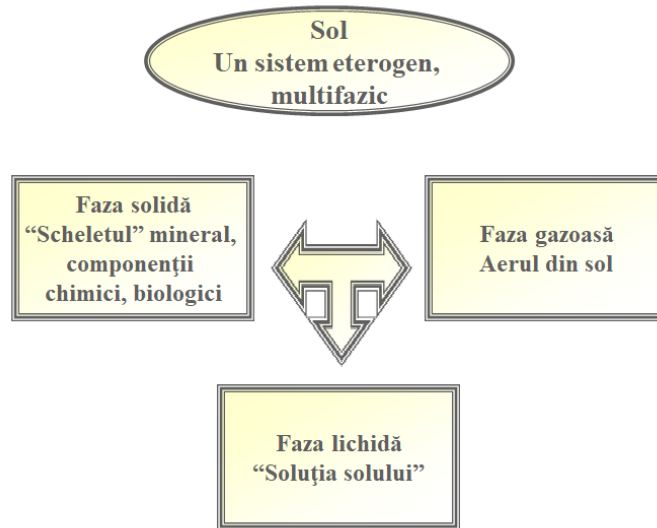 Sol
Un sistem eterogen,
multifazic
Faza solidă
“Scheletul” mineral,
componenţii
chimici, biologici
Faza gazoasă
Aerul din sol
Faza lichidă
“Soluţia solului”